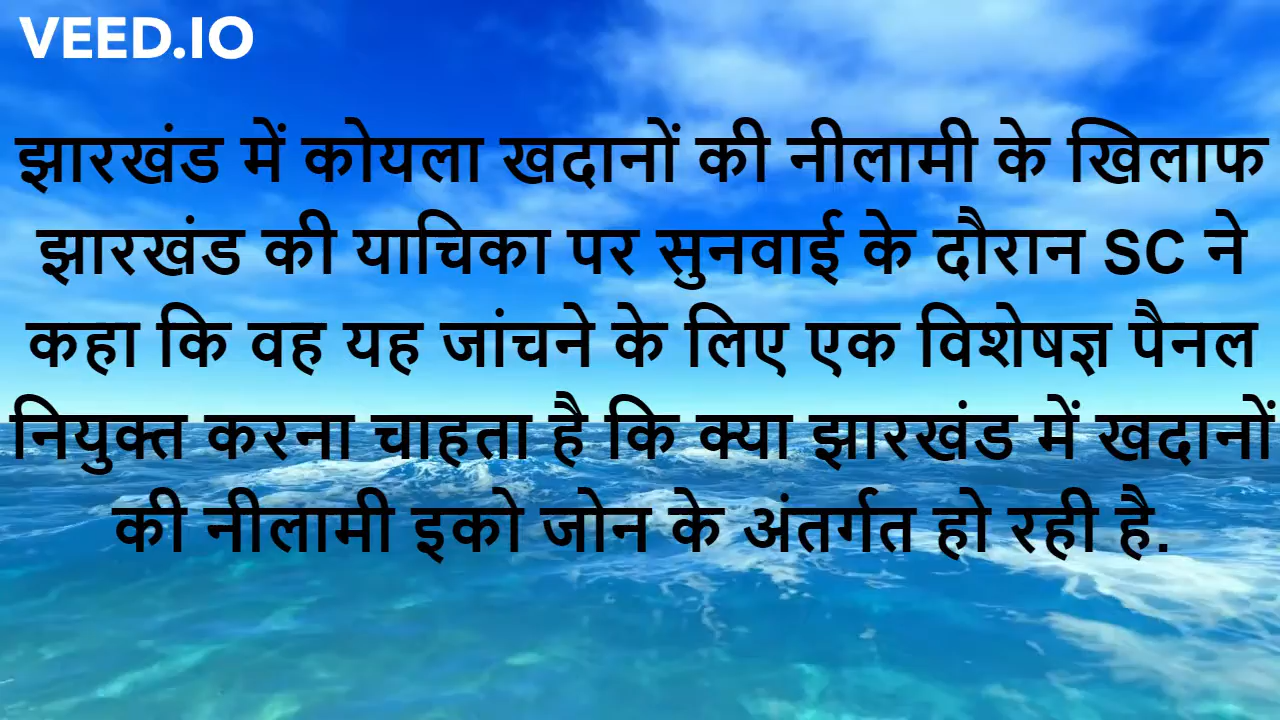 VEED.IO
झारखंड में कोयला खदानों की नीलामी के खिलाफ
झारखंड की याचिका पर सुनवाई के दौरान SC ने
कहा कि वह यह जांचने के लिए एक विशेषज्ञ पैनल
नियुक्त करना चाहता है कि क्या झारखंड में खदानों
की नीलामी इको जोन के अंतर्गत हो रही है.